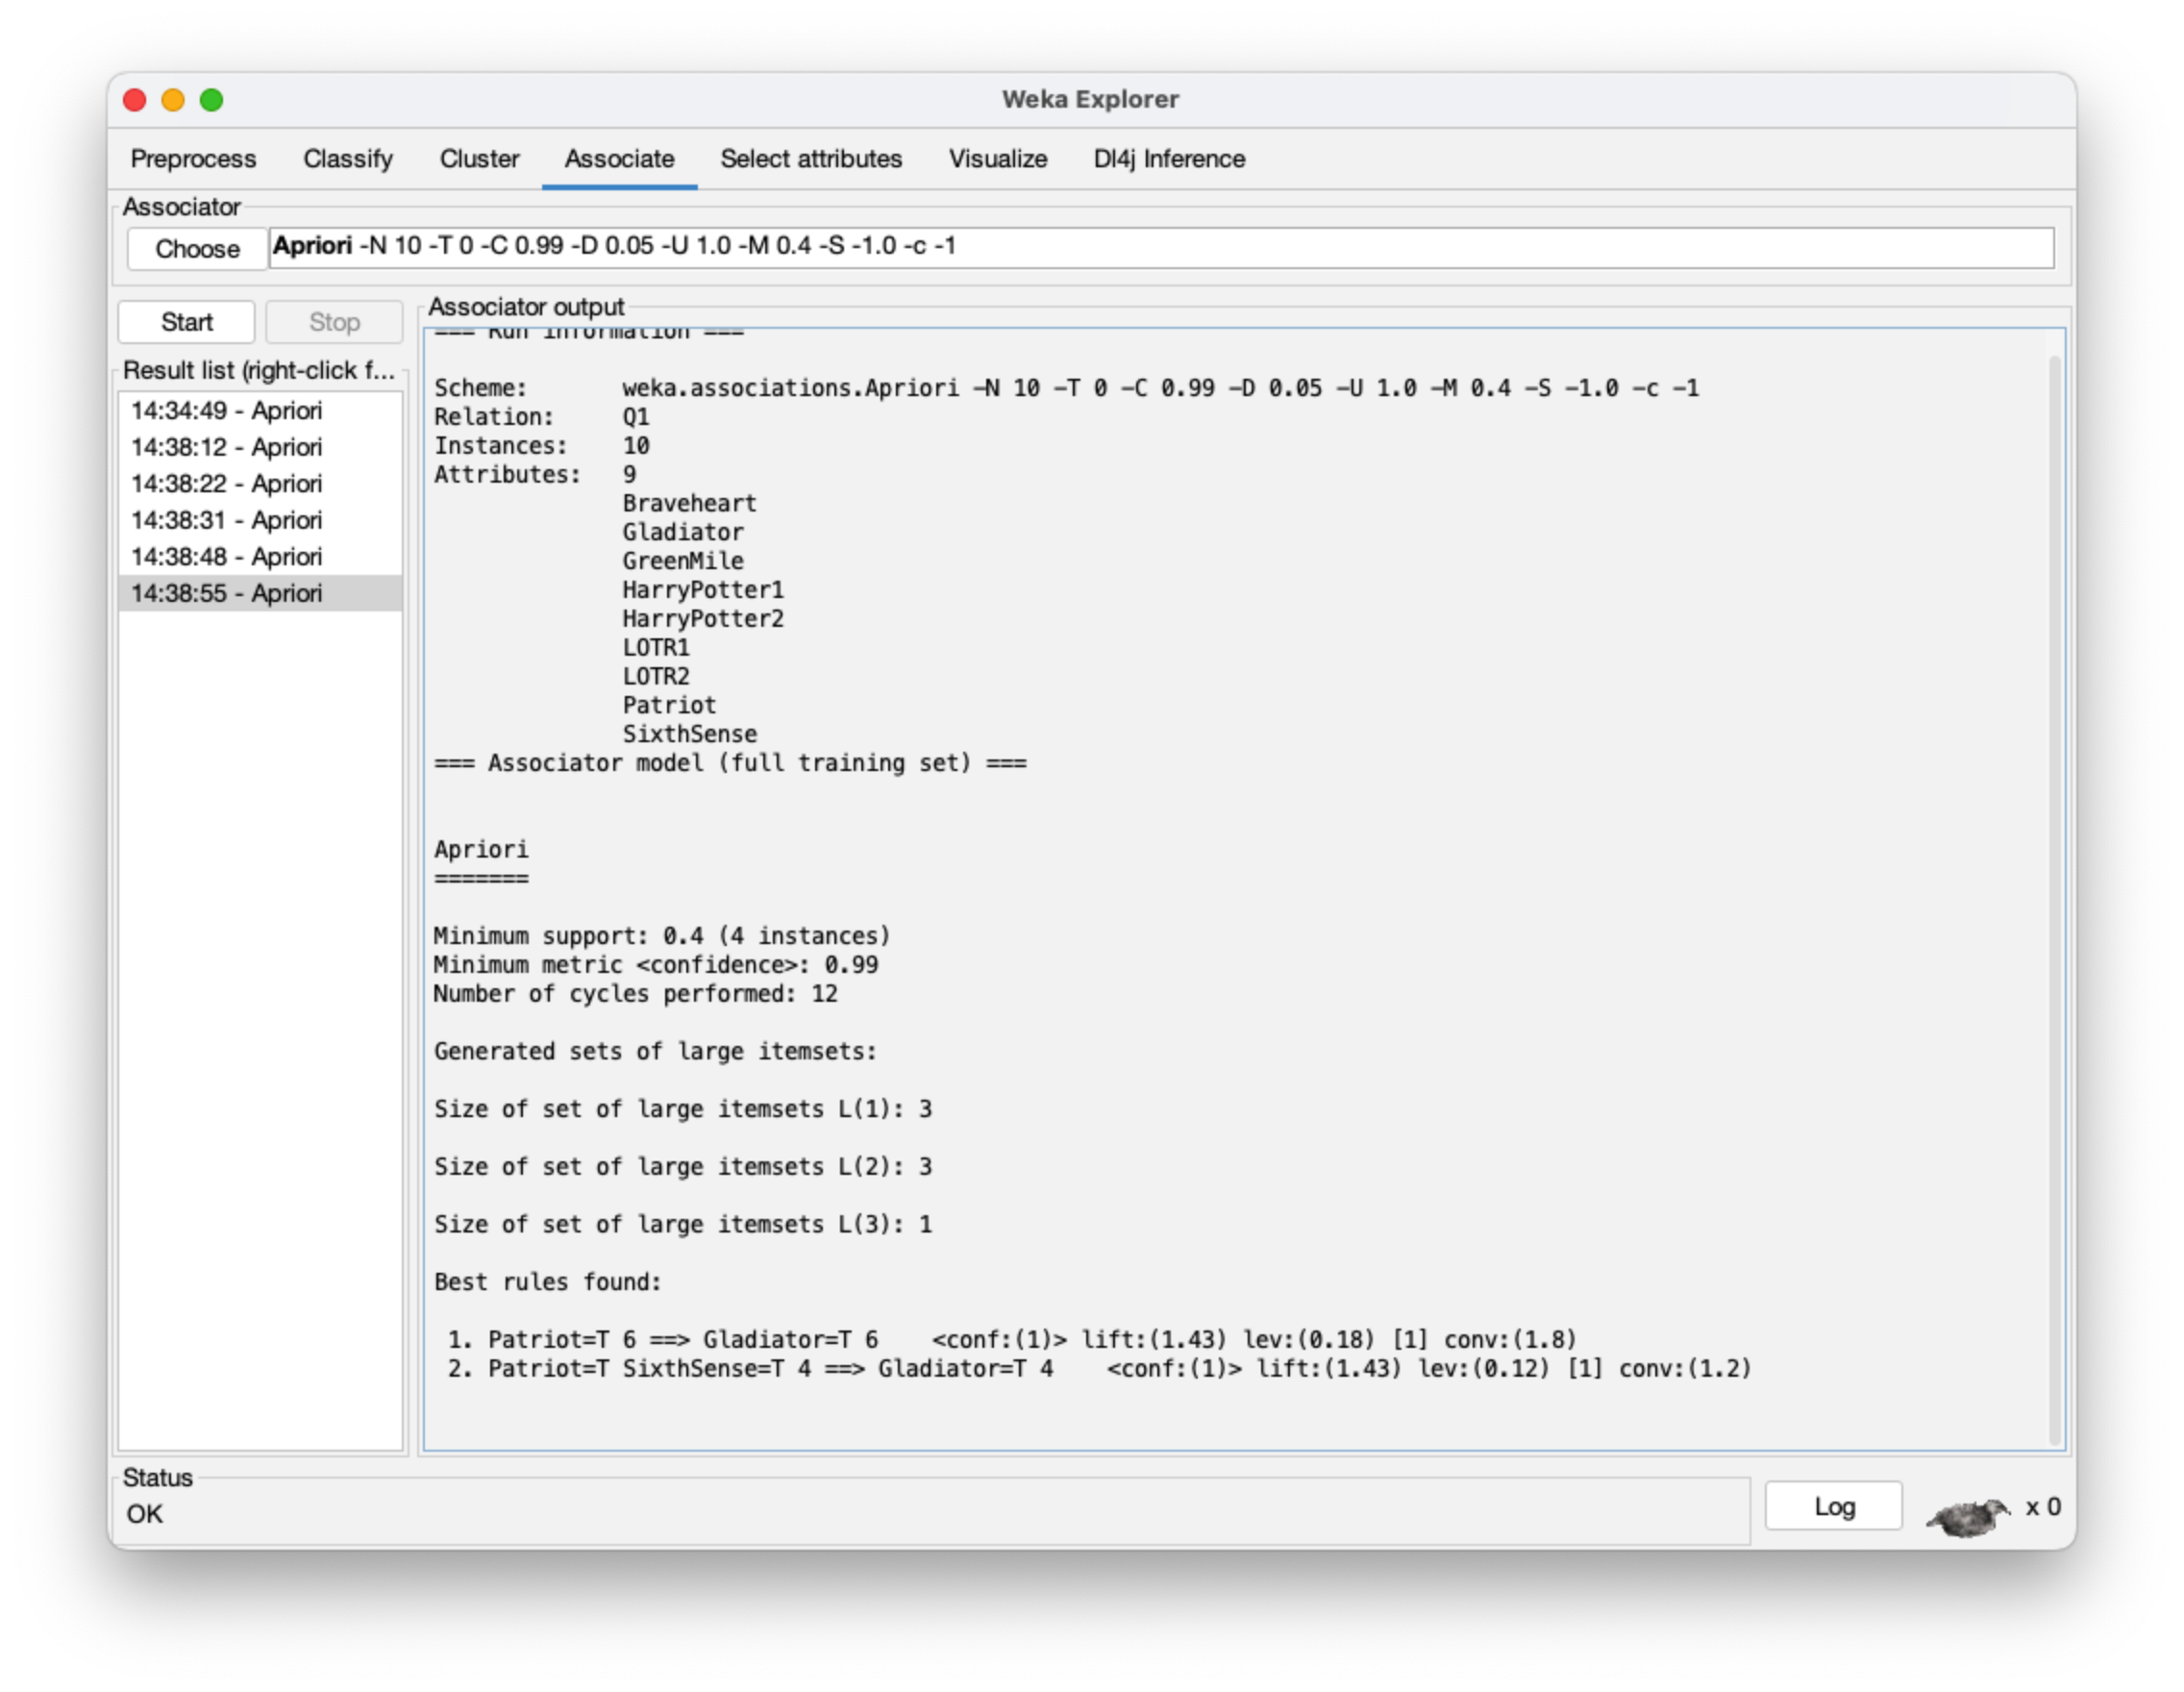 Weka Explorer
Preprocess Classify Cluster Associate Select attributes Visualize Dl4j Inference
Associator
Choose Apriori -N 10 -T 0 -C 0.99 -D 0.05 -U 1.0 -M 0.4 -S -1.0 -c -1
Start Stop
Result list (right-click f...
14:34:49 - Apriori
14:38:12 - Apriori
14:38:22 - Apriori
14:38:31 - Apriori
14:38:48 - Apriori
14:38:55 - Apriori
Associator output
=== Run information ===
Scheme: weka.associations.Apriori -N 10 -T 0 -C 0.99 -D 0.05 -U 1.0 -M 0.4 -S -1.0 -c -1
Relation: Q1
Instances: 10
Attributes: 9
Braveheart
Gladiator
GreenMile
HarryPotter1
HarryPotter2
LOTR1
LOTR2
Patriot
SixthSense
=== Associator model (full training set) ===
Apriori
=======
Minimum support: 0.4 (4 instances)
Minimum metric <confidence>: 0.99
Number of cycles performed: 12
Generated sets of large itemsets:
Size of set of large itemsets L(1): 3
Size of set of large itemsets L(2): 3
Size of set of large itemsets L(3): 1
Best rules found:
1. Patriot=T 6 ==> Gladiator=T 6 <conf:(1)> lift:(1.43) lev:(0.18) [1] conv:(1.8)
2. Patriot=T SixthSense=T 4 ==> Gladiator=T 4 <conf:(1)> lift:(1.43) lev:(0.12) [1] conv:(1.2)
Status
OK
Log x 0